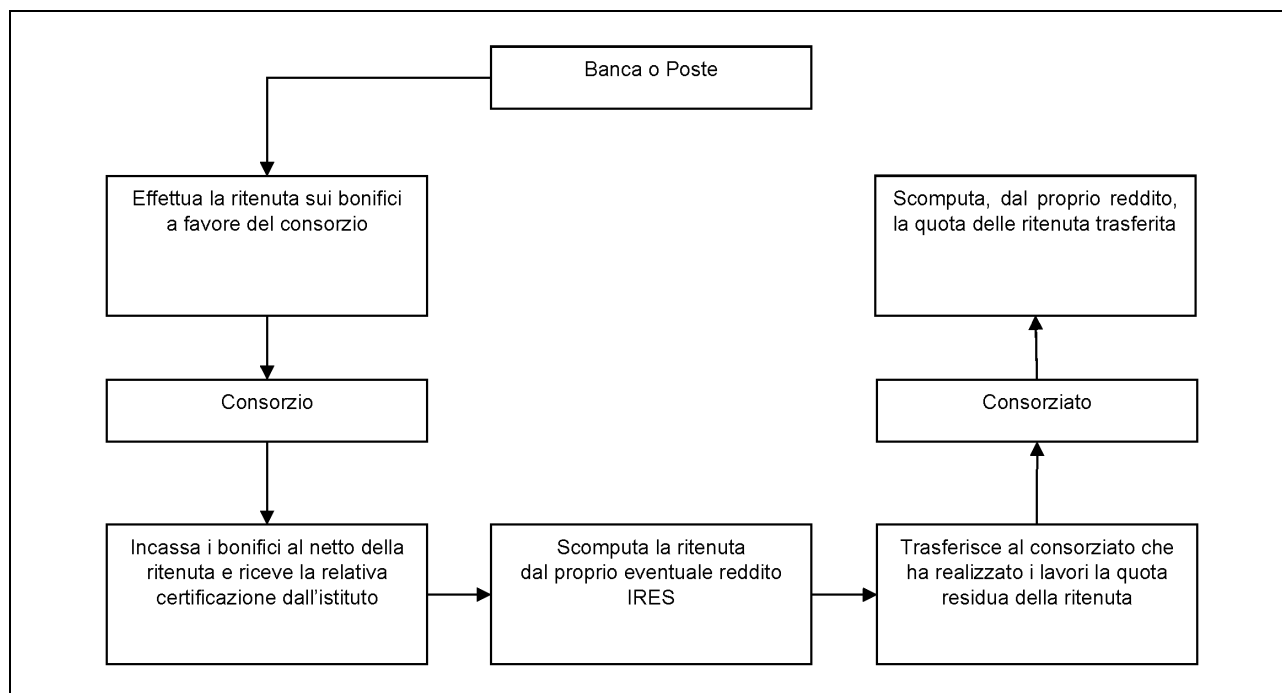 Banca o Poste
Effettua la ritenuta sui bonifici
a favore del consorzio
Consorzio
Incassa i bonifici al netto della
ritenuta e riceve la relativa
certificazione dall'istituto
Scomputa la ritenuta
dal proprio eventuale reddito
IRES
Trasferisce al consorziato che
ha realizzato i lavori la quota
residua della ritenuta
Consorziato
Scomputa, dal proprio reddito,
la quota delle ritenuta trasferita